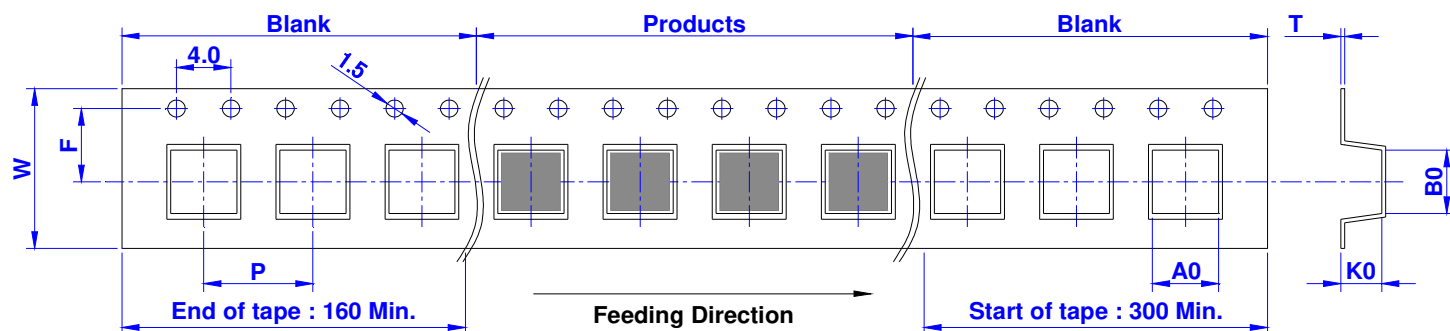 Blank
Products
Blank
T
4.0
1.5
F
W
B0
P
A0
K0
End of tape : 160 Min.
Feeding Direction
Start of tape : 300 Min.